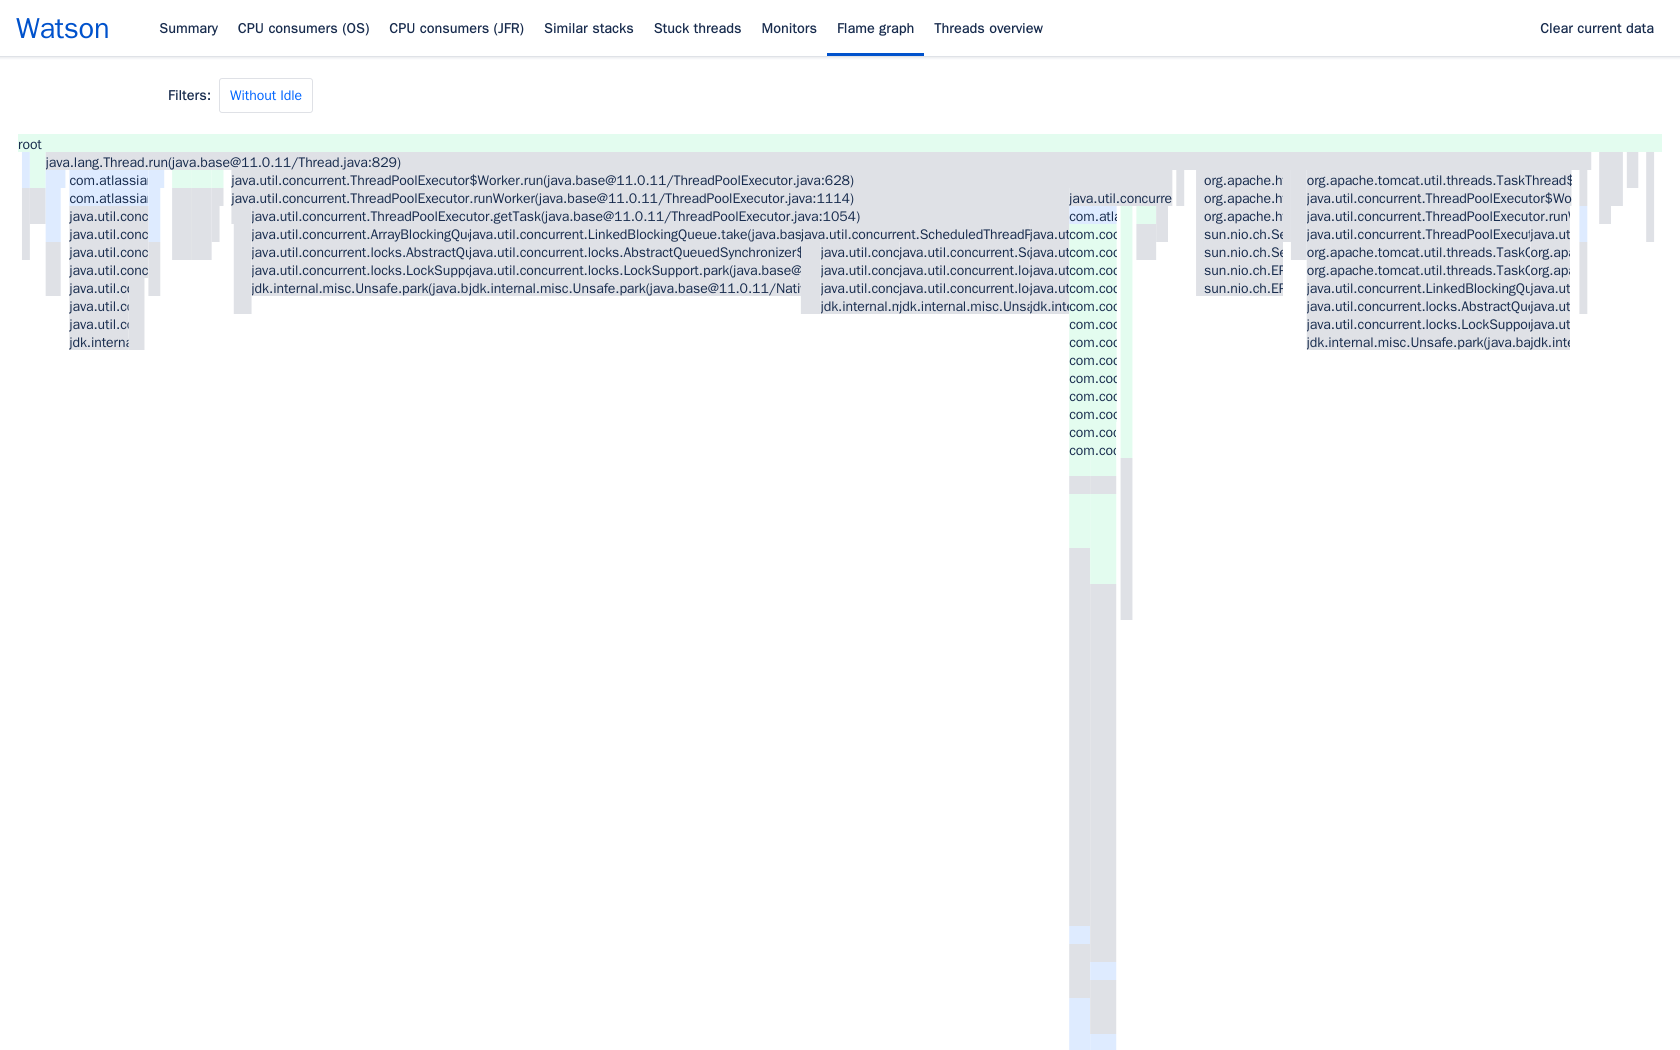 Watson
Summary CPU consumers (OS) CPU consumers (JFR) Similar stacks Stuck threads Monitors Flame graph Threads overview Clear current data
Filters: Without Idle
root
java.lang.Thread.run(java.base@11.0.11/Thread.java:829)
com.atlassia java.util.concurrent.ThreadPoolExecutor$Worker.run(java.base@11.0.11/ThreadPoolExecutor.java:628) org.apache.h org.apache.tomcat.util.threads.TaskThread$
com.atlassia java.util.concurrent.ThreadPoolExecutor.runWorker(java.base@11.0.11/ThreadPoolExecutor.java:1114) java.util.concurre org.apache.h java.util.concurrent.ThreadPoolExecutor$Wo
java.util.conc java.util.concurrent.ThreadPoolExecutor.getTask(java.base@11.0.11/ThreadPoolExecutor.java:1054) com.atla org.apache.h java.util.concurrent.ThreadPoolExecutor.run
java.util.conc java.util.concurrent.ArrayBlockingQu java.util.concurrent.LinkedBlockingQueue.take(java.bas java.util.concurrent.ScheduledThreadF java.ut com.coc sun.nio.ch.Se java.util.concurrent.ThreadPoolExecu java.ut
java.util.conc java.util.concurrent.locks.AbstractQu java.util.concurrent.locks.AbstractQueuedSynchronizer$ java.util.conc java.util.concurrent.Sc java.ut com.coc sun.nio.ch.Se org.apache.tomcat.util.threads.TaskC org.apa
java.util.conc java.util.concurrent.locks.LockSuppo java.util.concurrent.locks.LockSupport.park(java.base@ java.util.conc java.util.concurrent.lo java.ut com.coc sun.nio.ch.EP org.apache.tomcat.util.threads.TaskC org.apa
java.util.cc jdk.internal.misc.Unsafe.park(java.b jdk.internal.misc.Unsafe.park(java.base@11.0.11/Nati java.util.conc java.util.concurrent.lo java.ut com.coc sun.nio.ch.EP java.util.concurrent.LinkedBlockingQu java.ut
java.util.cc jdk.internal.n jdk.internal.misc.Uns jdk.inte com.coc java.util.concurrent.locks.AbstractQu java.ut
java.util.cc com.coc java.util.concurrent.locks.LockSuppo java.ut
jdk.interna com.coc jdk.internal.misc.Unsafe.park(java.ba jdk.inte
com.coc
com.coc
com.coc
com.coc
com.coc
com.coc